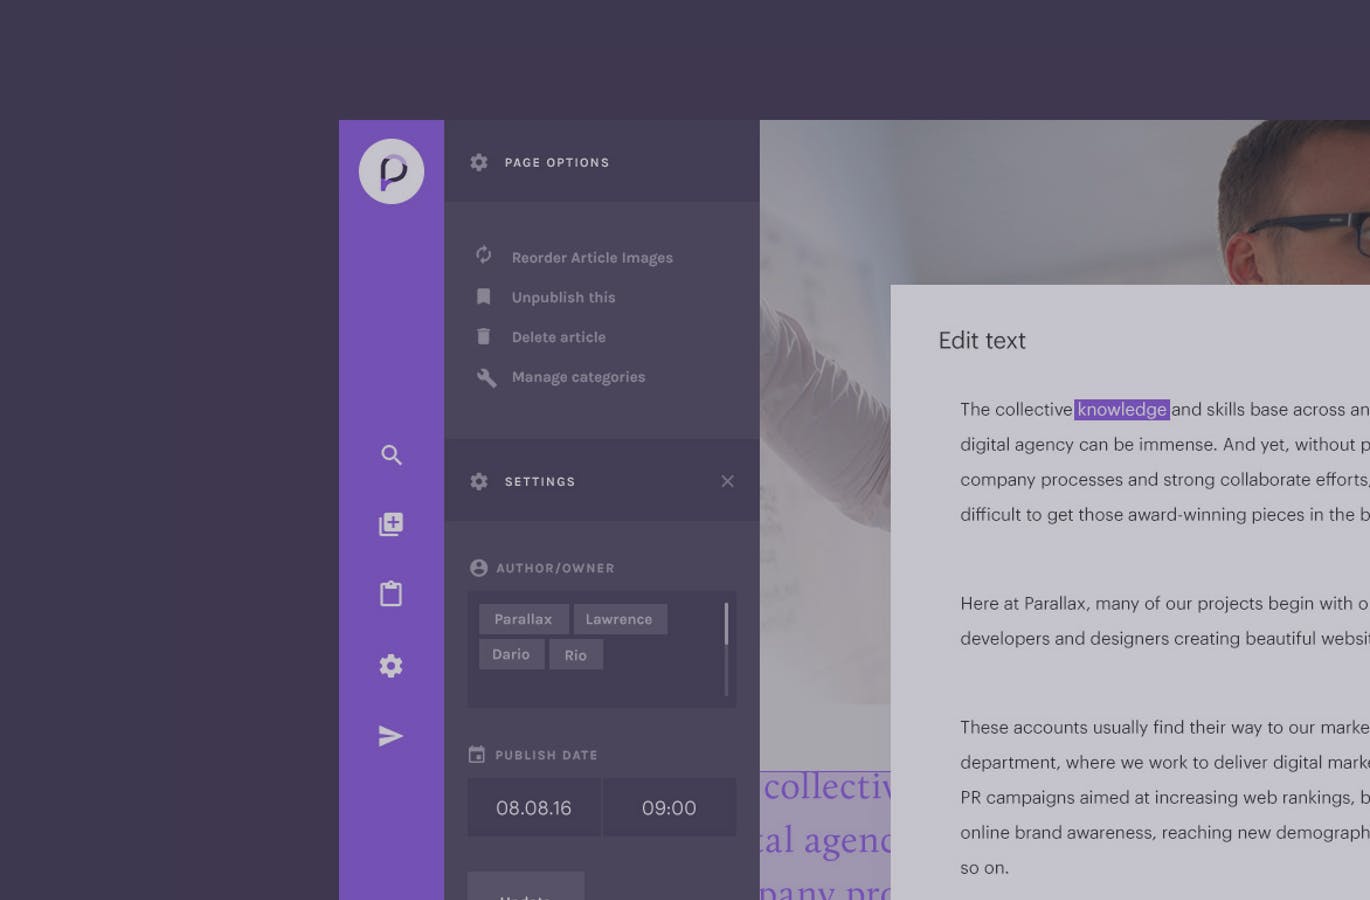 PAGE OPTIONS
Reorder Article Images
Unpublish this
Delete article
Manage categories
SETTINGS
AUTHOR/OWNER
Parallax Lawrence
Dario Rio
PUBLISH DATE
08.08.16 09:00
Edit text
The collective knowledge and skills base across an
digital agency can be immense. And yet, without p
company processes and strong collaborate efforts,
difficult to get those award-winning pieces in the b
Here at Parallax, many of our projects begin with o
developers and designers creating beautiful websit
These accounts usually find their way to our marke
department, where we work to deliver digital marke
PR campaigns aimed at increasing web rankings, b
online brand awareness, reaching new demograph
so on.
collectiv
tal agenc
pany pro